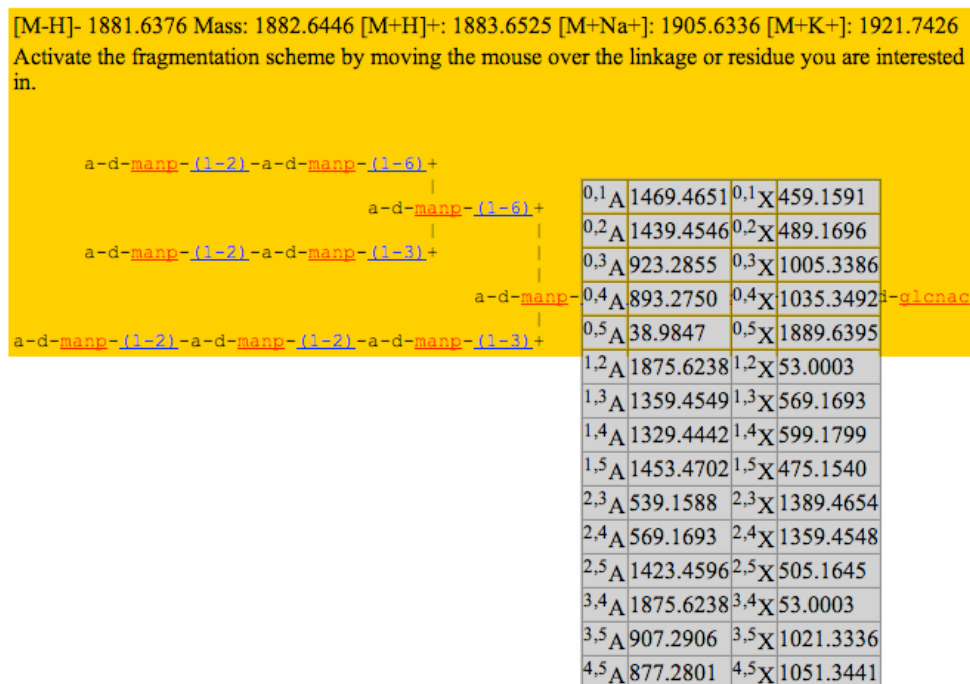 [M-H]- 1881.6376 Mass: 1882.6446 [M+H]+: 1883.6525 [M+Na+]: 1905.6336 [M+K+]: 1921.7426
Activate the fragmentation scheme by moving the mouse over the linkage or residue you are interested
in.
a-d-manp-(1-2)-a-d-manp-(1-6)+
|
a-d-manp-(1-6)+
| |
a-d-manp-(1-2)-a-d-manp-(1-3)+ |
|
a-d-manp- d-glcnac
|
a-d-manp-(1-2)-a-d-manp-(1-2)-a-d-manp-(1-3)+
0,1A 1469.4651 0,1X 459.1591
0,2A 1439.4546 0,2X 489.1696
0,3A 923.2855 0,3X 1005.3386
0,4A 893.2750 0,4X 1035.3492
0,5A 38.9847 0,5X 1889.6395
1,2A 1875.6238 1,2X 53.0003
1,3A 1359.4549 1,3X 569.1693
1,4A 1329.4442 1,4X 599.1799
1,5A 1453.4702 1,5X 475.1540
2,3A 539.1588 2,3X 1389.4654
2,4A 569.1693 2,4X 1359.4548
2,5A 1423.4596 2,5X 505.1645
3,4A 1875.6238 3,4X 53.0003
3,5A 907.2906 3,5X 1021.3336
4,5A 877.2801 4,5X 1051.3441